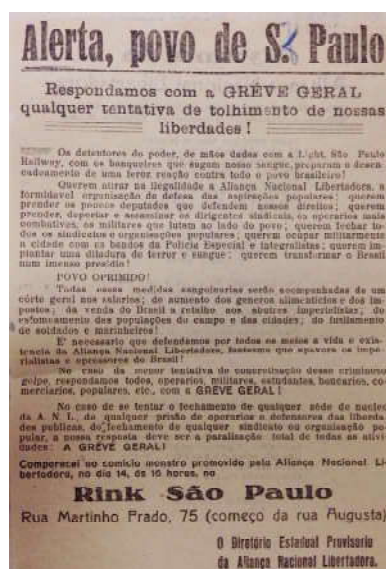 Alerta, povo de S. Paulo
Respondamos com a GRÉVE GERAL
qualquer tentativa de tolhimento de nossas
liberdades !
Os detentores do poder, de mãos dadas com a Light, São Paulo
Railway, com os banqueiros que sugam nosso sangue, preparam o desen
cadeamento de uma feroz reação contra todo o povo brasileiro!
Querem atirar na ilegalidade a Aliança Nacional Libertadora, a
formidavel organisação de defesa das aspirações populares; querem
prender os poucos deputados que defendem nossos direitos; querem
prender, deportar e assassinar os dirigentes sindicais, os operarios mais
combativos, os militares que lutam ao lado do povo; querem fechar to-
dos os sindicatos e organisações populares; querem ocupar militarmente
a cidade com os bandos da Policia Especial e integralistas; querem im-
plantar uma ditadura de terror e sangue; querem transformar o Brasil
num imenso presidio!
POVO OPRIMIDO!
Todas essas medidas sanguinarias serão acompanhadas de um
córte geral nos salarios; de aumento dos generos alimenticios e dos im-
postos; da venda do Brasil a retalho aos abutres imperialistas; do
esfomeamento das populações do campo e das cidades; do fuzilamento
de soldados e marinheiros!
E' necessario que defendamos por todos os meios a vida e exis-
tencia da Aliança Nacional Libertadora, fantasma que apavora os impe-
rialistas e opressores do Brasil!
No caso da menor tentativa de concretisação desse criminoso
golpe, respondamos todos, operarios, militares, estudantes, bancarios, co-
merciarios, populares, etc., com a GREVE GERAL!
No caso de se tentar o fechamento de qualquer séde de nucleo
da A. N. L., de qualquer prisão de operarios e defensores das liberda-
des publicas, do fechamento de qualquer sindicato ou organisação po-
pular, a nossa resposta deve ser a paralisação total de todas as ativi
dades: A GREVE GERAL!
Comparecei ao comicio monstro promovido pela Aliança Nacional Li-
bertadora, no dia 14, ás 16 horas, no
Rink São Paulo
Rua Martinho Prado, 75 (começo da rua Augusta)
O Diretório Estadual Provisorio
da Aliança Nacional Libertadora.